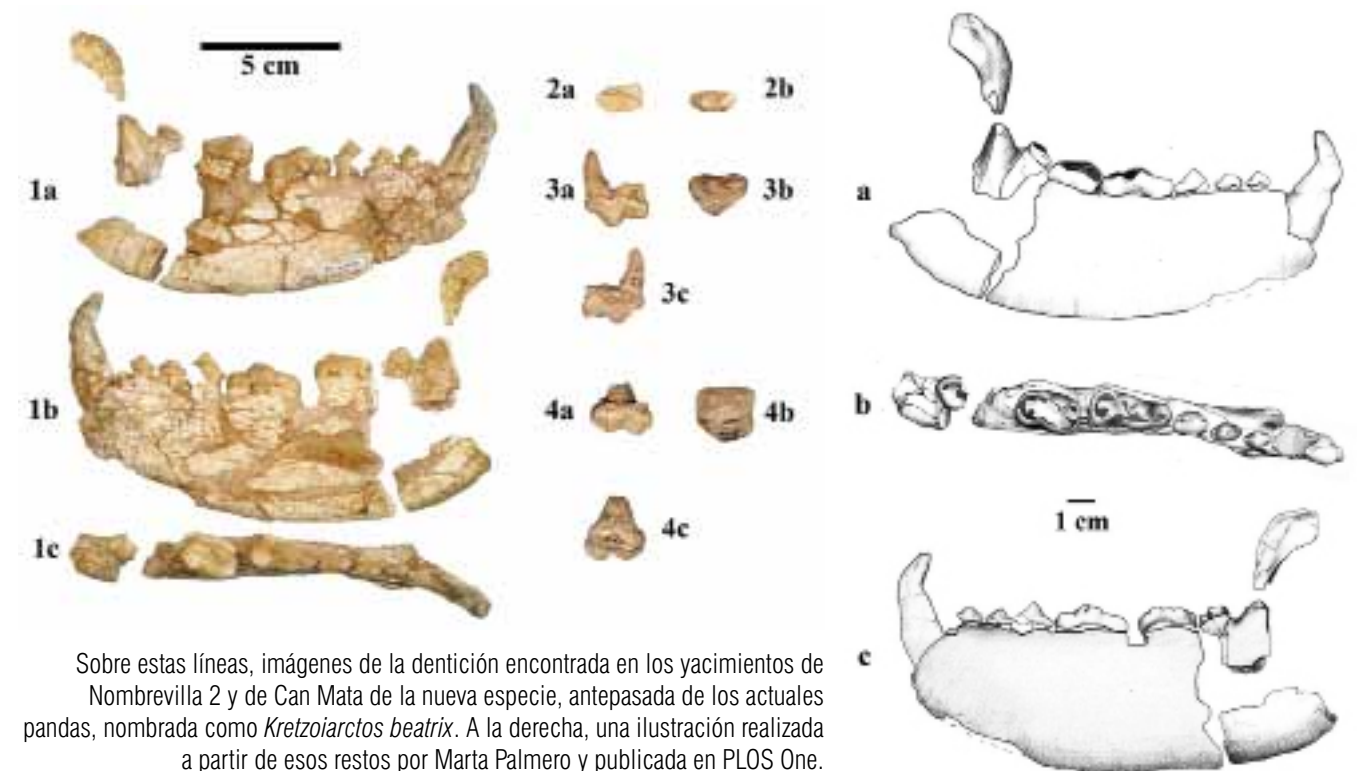 5 cm
2a
2b
1a
3a
3b
a
3c
1b
4a
4b
b
1 cm
4c
1c
c
Sobre estas líneas, imágenes de la dentición encontrada en los yacimientos de
Nombrevilla 2 y de Can Mata de la nueva especie, antepasada de los actuales
pandas, nombrada como Kretzoiarctos beatrix. A la derecha, una ilustración realizada
a partir de esos restos por Marta Palmero y publicada en PLOS One.